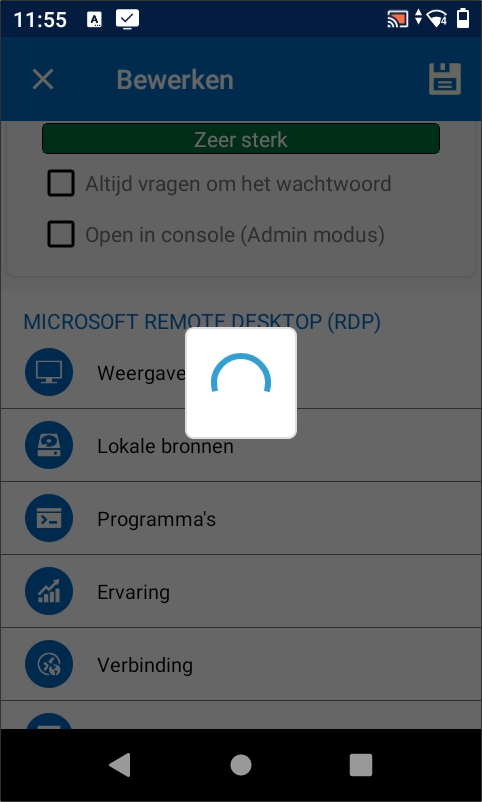 11:55
Bewerken
Zeer sterk
Altijd vragen om het wachtwoord
Open in console (Admin modus)
MICROSOFT REMOTE DESKTOP (RDP)
Weergave
Lokale bronnen
Programma's
Ervaring
Verbinding